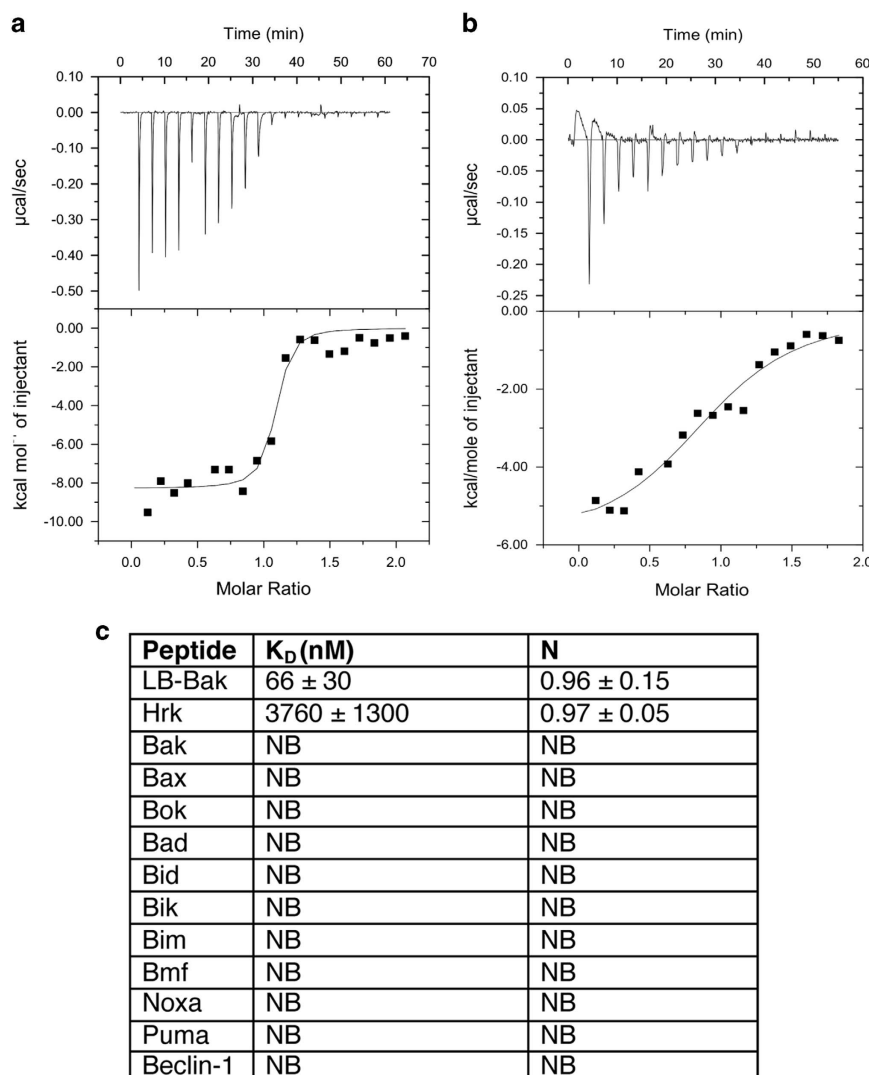 a
Time (min)
0 10 20 30 40 50 60 70
0.10
0.00
-0.10
-0.20
-0.30
-0.40
-0.50
µcal/sec
0.00
-2.00
-4.00
-6.00
-8.00
-10.00
kcal mol⁻¹ of injectant
0.0 0.5 1.0 1.5 2.0
Molar Ratio
b
Time (min)
0 10 20 30 40 50 60
0.10
0.05
0.00
-0.05
-0.10
-0.15
-0.20
-0.25
µcal/sec
0.00
-2.00
-4.00
-6.00
kcal/mole of injectant
0.0 0.5 1.0 1.5 2.0
Molar Ratio
c
Peptide K_D (nM) N
LB-Bak 66 ± 30 0.96 ± 0.15
Hrk 3760 ± 1300 0.97 ± 0.05
Bak NB NB
Bax NB NB
Bok NB NB
Bad NB NB
Bid NB NB
Bik NB NB
Bim NB NB
Bmf NB NB
Noxa NB NB
Puma NB NB
Beclin-1 NB NB